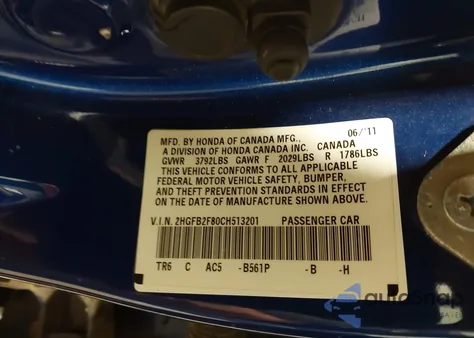 MFD. BY HONDA OF CANADA MFG., 06/11
A DIVISION OF HONDA CANADA INC. CANADA
GVWR 3792LBS GAWR F 2029LBS R 1786LBS
THIS VEHICLE CONFORMS TO ALL APPLICABLE
FEDERAL MOTOR VEHICLE SAFETY, BUMPER,
AND THEFT PREVENTION STANDARDS IN EFFECT
ON THE DATE OF MANUFACTURE SHOWN ABOVE.
V.I.N. 2HGFB2F80CH513201 PASSENGER CAR
TR6 C AC5 -B561P -B -H